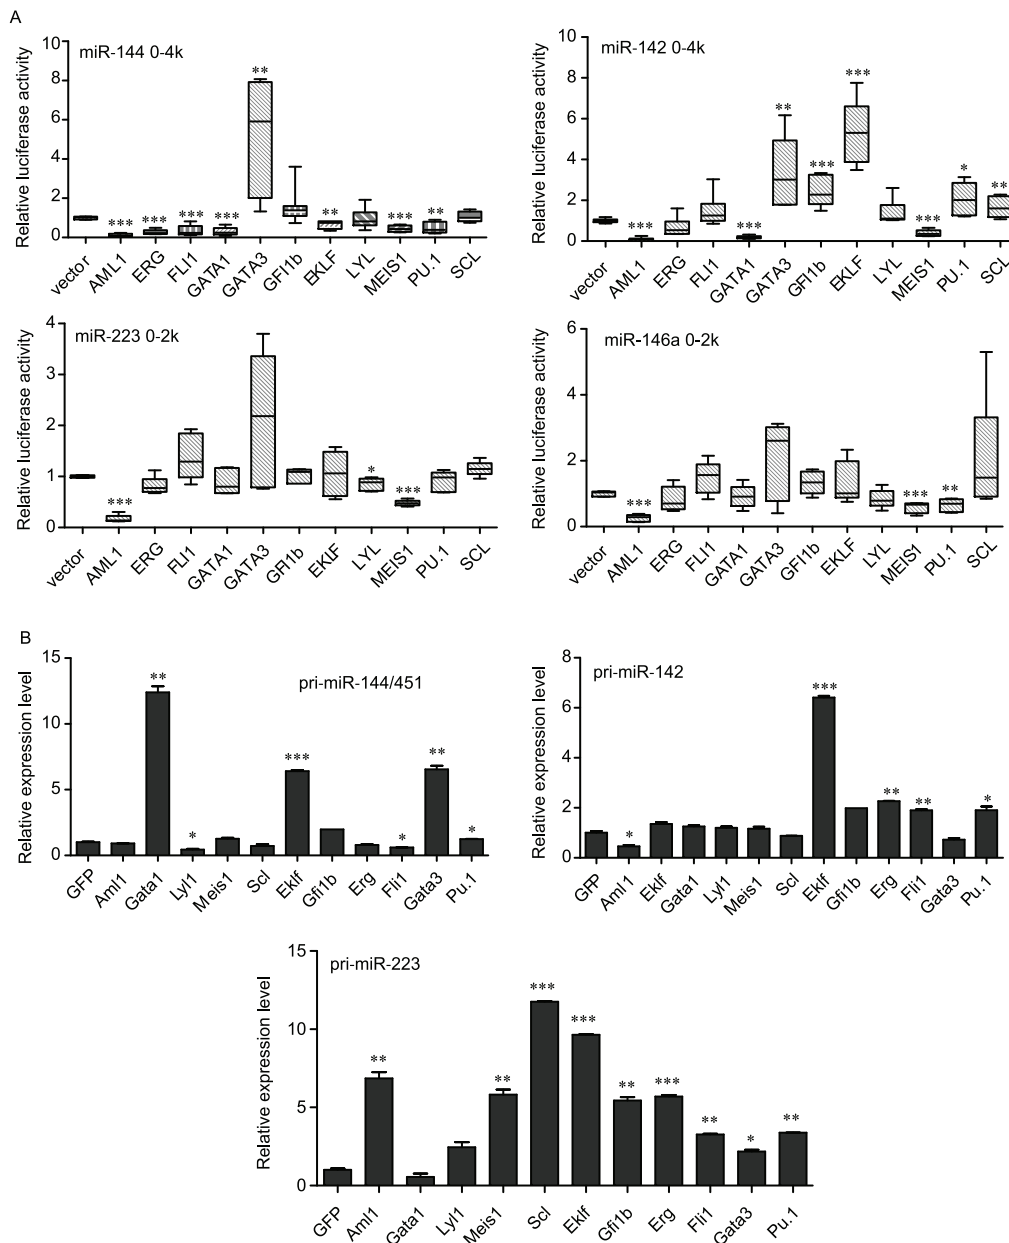 A
miR-144 0-4k
Relative luciferase activity
10
8
6
4
2
0
*** *** *** *** ** ** *** **
vector AML1 ERG FLI1 GATA1 GATA3 GFI1b EKLF LYL MEIS1 PU.1 SCL
miR-142 0-4k
Relative luciferase activity
10
8
6
4
2
0
*** *** ** *** *** *** * **
vector AML1 ERG FLI1 GATA1 GATA3 GFI1b EKLF LYL MEIS1 PU.1 SCL
miR-223 0-2k
Relative luciferase activity
4
3
2
1
0
*** * ***
vector AML1 ERG FLI1 GATA1 GATA3 GFI1b EKLF LYL MEIS1 PU.1 SCL
miR-146a 0-2k
Relative luciferase activity
6
4
2
0
*** *** **
vector AML1 ERG FLI1 GATA1 GATA3 GFI1b EKLF LYL MEIS1 PU.1 SCL
B
pri-miR-144/451
Relative expression level
15
10
5
0
** * *** * ** *
GFP Aml1 Gata1 Lyl1 Meis1 Scl Eklf Gfi1b Erg Fli1 Gata3 Pu.1
pri-miR-142
Relative expression level
8
6
4
2
0
* *** ** ** *
GFP Aml1 Eklf Gata1 Lyl1 Meis1 Scl Eklf Gfi1b Erg Fli1 Gata3 Pu.1
pri-miR-223
Relative expression level
15
10
5
0
** ** *** *** ** *** ** * **
GFP Aml1 Gata1 Lyl1 Meis1 Scl Eklf Gfi1b Erg Fli1 Gata3 Pu.1